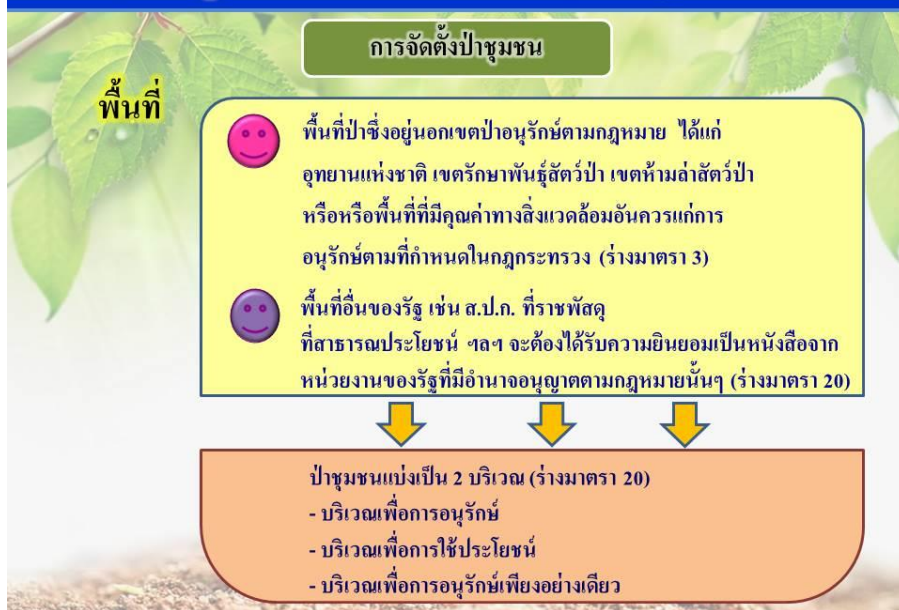 การจัดตั้งป่าชุมชน
พื้นที่
พื้นที่ป่าซึ่งอยู่นอกเขตป่าอนุรักษ์ตามกฎหมาย ได้แก่
อุทยานแห่งชาติ เขตรักษาพันธุ์สัตว์ป่า เขตห้ามล่าสัตว์ป่า
หรือหรือพื้นที่ที่มีคุณค่าทางสิ่งแวดล้อมอันควรแก่การ
อนุรักษ์ตามที่กำหนดในกฎกระทรวง (ร่างมาตรา 3)
พื้นที่อื่นของรัฐ เช่น ส.ป.ก. ที่ราชพัสดุ
ที่สาธารณประโยชน์ ฯลฯ จะต้องได้รับความยินยอมเป็นหนังสือจาก
หน่วยงานของรัฐที่มีอำนาจอนุญาตตามกฎหมายนั้นๆ (ร่างมาตรา 20)
ป่าชุมชนแบ่งเป็น 2 บริเวณ (ร่างมาตรา 20)
- บริเวณเพื่อการอนุรักษ์
- บริเวณเพื่อการใช้ประโยชน์
- บริเวณเพื่อการอนุรักษ์เพียงอย่างเดียว